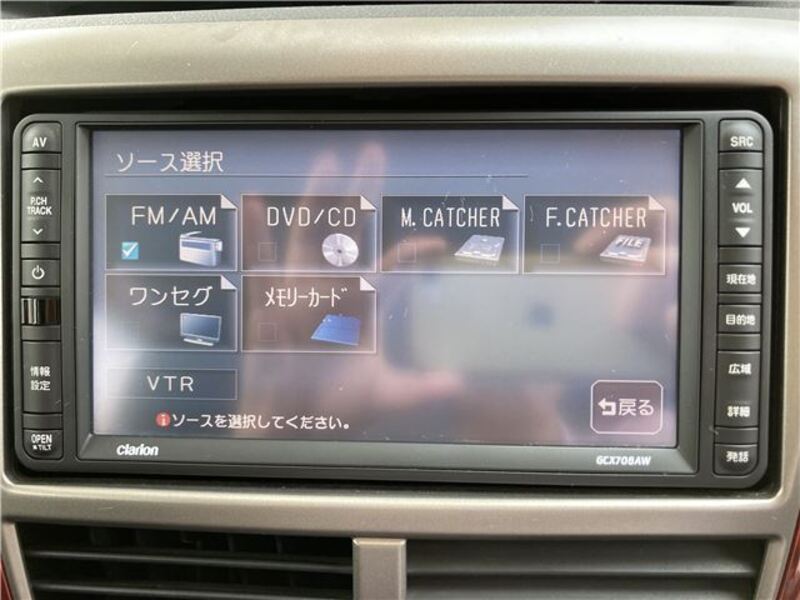 AV
P.CH
TRACK
情報
設定
OPEN
TILT
ソース選択
FM/AM
DVD/CD
M.CATCHER
F.CATCHER
FILE
ワンセグ
メモリーカード
VTR
ソースを選択してください。
戻る
clarion
GCX708AW
SRC
VOL
現在地
目的地
広域
詳細
発話